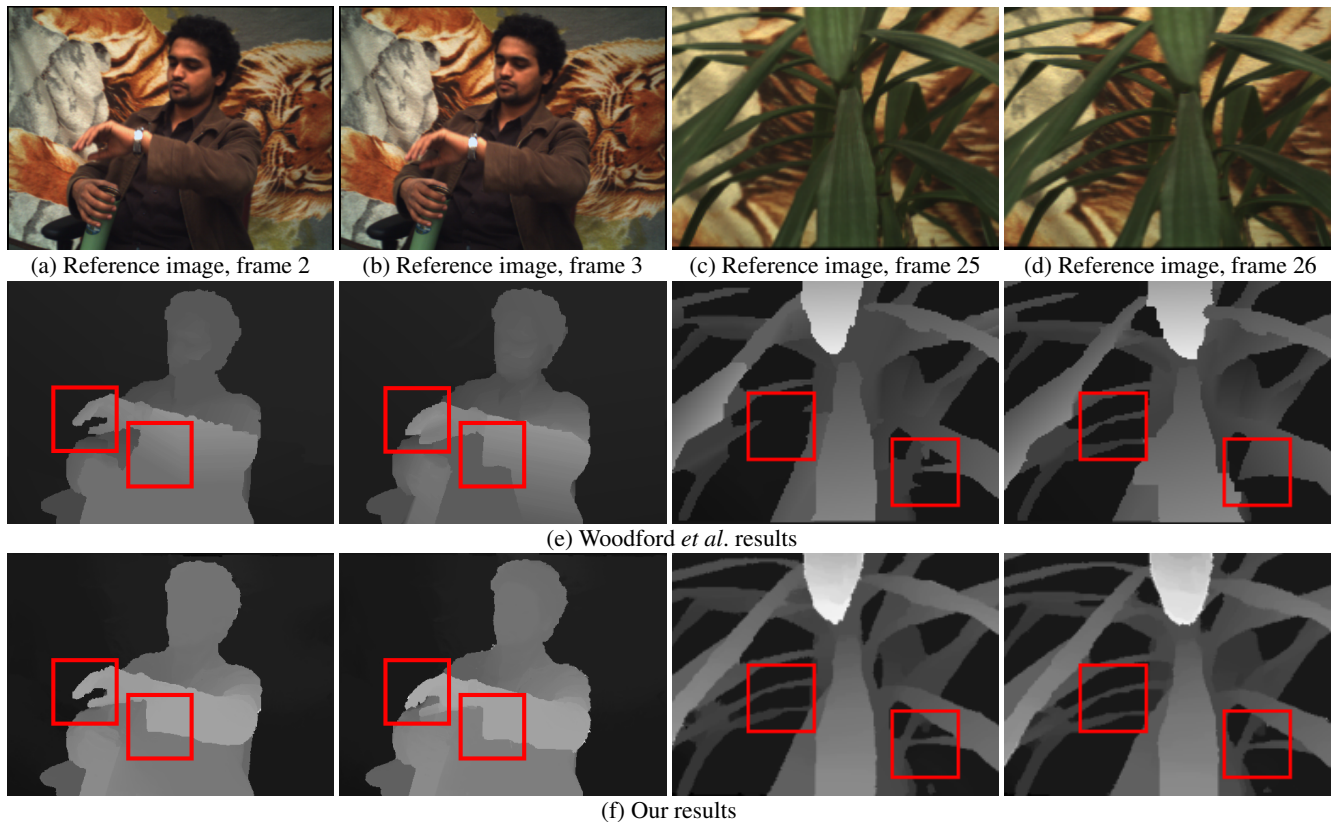 (a) Reference image, frame 2
(b) Reference image, frame 3
(c) Reference image, frame 25
(d) Reference image, frame 26
(e) Woodford et al. results
(f) Our results